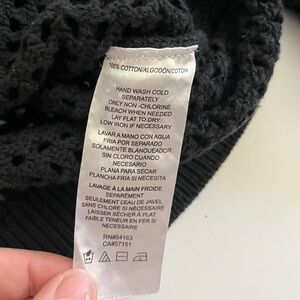 100% COTTON/ALGODÓN/COTON
HAND WASH COLD
SEPARATELY
ONLY NON -CHLORINE
BLEACH WHEN NEEDED
LAY FLAT TO DRY
LOW IRON IF NECESSARY
LAVAR A MANO CON AGUA
FRIA POR SEPARADO
SOLAMENTE BLANQUEADOR
SIN CLORO CUANDO
NECESARIO
PLANA PARA SECAR
PLANCHA FRIA SI NECESARIA
LAVAGE À LA MAIN FROIDE
SEPARÉMENT
SEULEMENT L'EAU DE JAVEL
SANS CHLORE SI NÉCESSAIRE
LAISSER SÉCHER À PLAT
FAIBLE TENEUR EN FER SI
NÉCESSAIRE
RN#54163
CA#57151